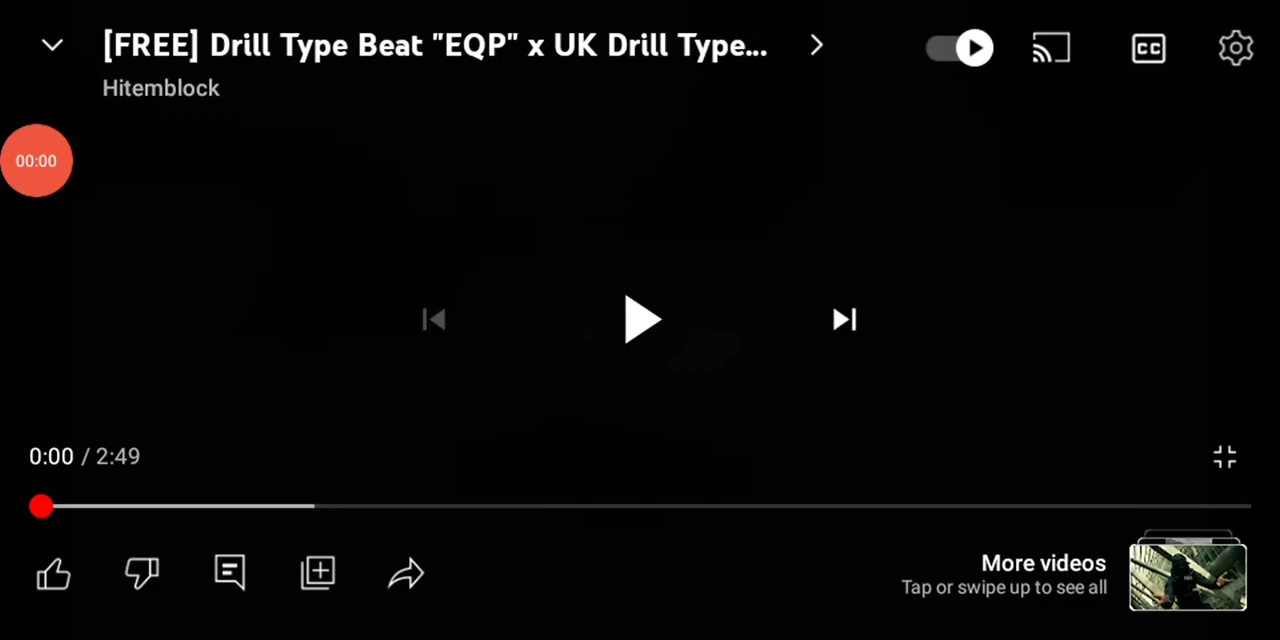 [FREE] Drill Type Beat "EQP" x UK Drill Type...
Hitemblock
CC
00:00
0:00 / 2:49
More videos
Tap or swipe up to see all